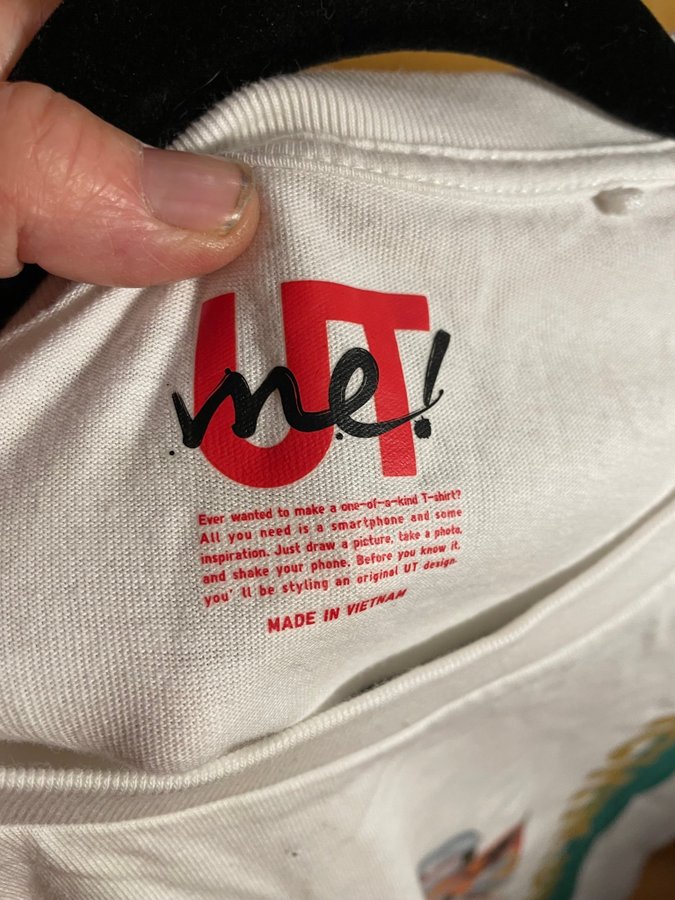 UT
me!
Ever wanted to make a one-of-a-kind T-shirt?
All you need is a smartphone and some
inspiration. Just draw a picture, take a photo,
and shake your phone. Before you know it,
you' ll be styling an original UT design.
MADE IN VIETNAM